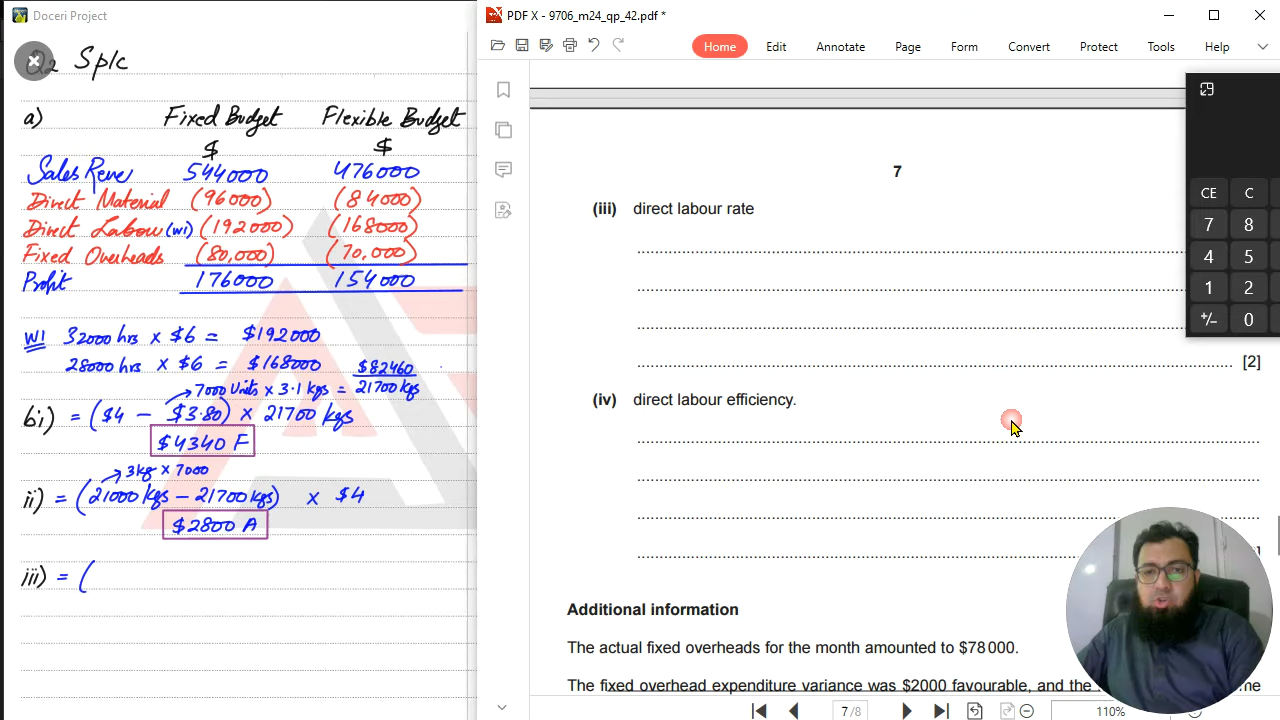 Doceri Project
Q2 Splc
a) Fixed Budget Flexible Budget
$ $
Sales Reve 544000 476000
Direct Material (96000) (84000)
Direct Labour (w1) (192000) (168000)
Fixed Overheads (80,000) (70,000)
Profit 176000 154000
W1 32000 hrs x $6 = $192000
28000 hrs x $6 = $168000 $82460
7000 Units x 3.1 kgs = 21700 kgs
bi) = ($4 - $3.80) x 21700 kgs
$4340 F
3kg x 7000
ii) = (21000 kgs - 21700 kgs) x $4
$2800 A
iii) = (
PDF X - 9706_m24_qp_42.pdf *
Home Edit Annotate Page Form Convert Protect Tools Help
7
(iii) direct labour rate
[2]
(iv) direct labour efficiency.
Additional information
The actual fixed overheads for the month amounted to $78 000.
The fixed overhead expenditure variance was $2000 favourable, and the
7/8 110%
CE C
7 8
4 5
1 2
+/- 0